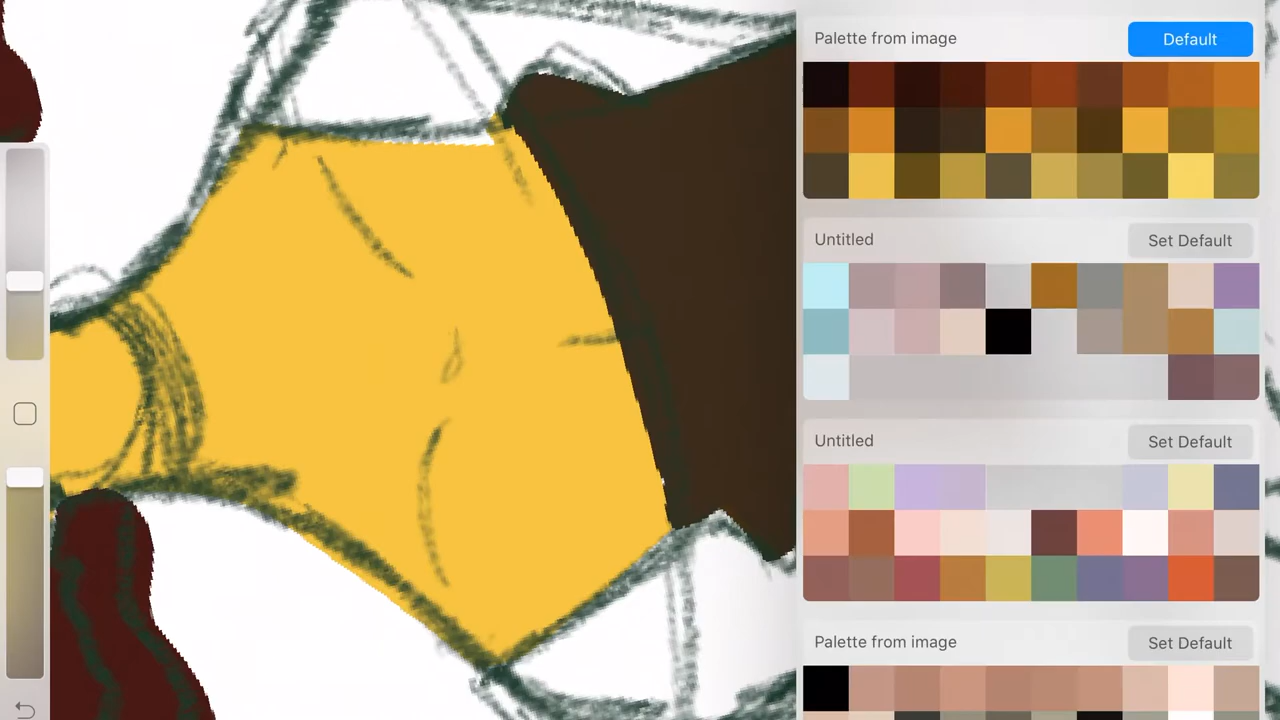 Palette from image
Default
Untitled
Set Default
Untitled
Set Default
Palette from image
Set Default